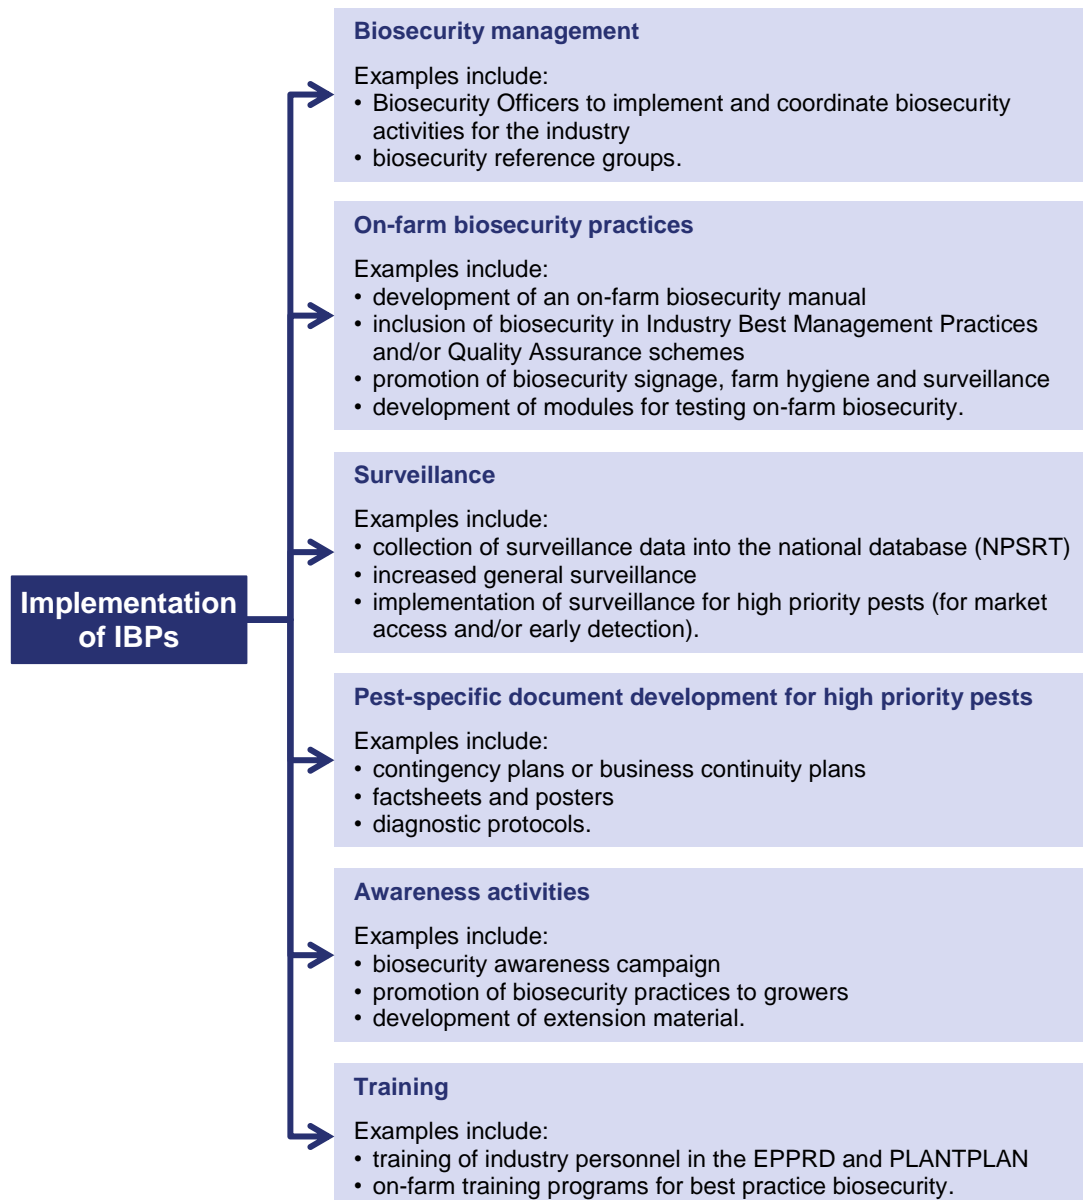 Biosecurity management
Examples include:
• Biosecurity Officers to implement and coordinate biosecurity
activities for the industry
• biosecurity reference groups.
On-farm biosecurity practices
Examples include:
• development of an on-farm biosecurity manual
• inclusion of biosecurity in Industry Best Management Practices
and/or Quality Assurance schemes
• promotion of biosecurity signage, farm hygiene and surveillance
• development of modules for testing on-farm biosecurity.
Surveillance
Examples include:
• collection of surveillance data into the national database (NPSRT)
• increased general surveillance
• implementation of surveillance for high priority pests (for market
access and/or early detection).
Implementation
of IBPs
Pest-specific document development for high priority pests
Examples include:
• contingency plans or business continuity plans
• factsheets and posters
• diagnostic protocols.
Awareness activities
Examples include:
• biosecurity awareness campaign
• promotion of biosecurity practices to growers
• development of extension material.
Training
Examples include:
• training of industry personnel in the EPPRD and PLANTPLAN
• on-farm training programs for best practice biosecurity.